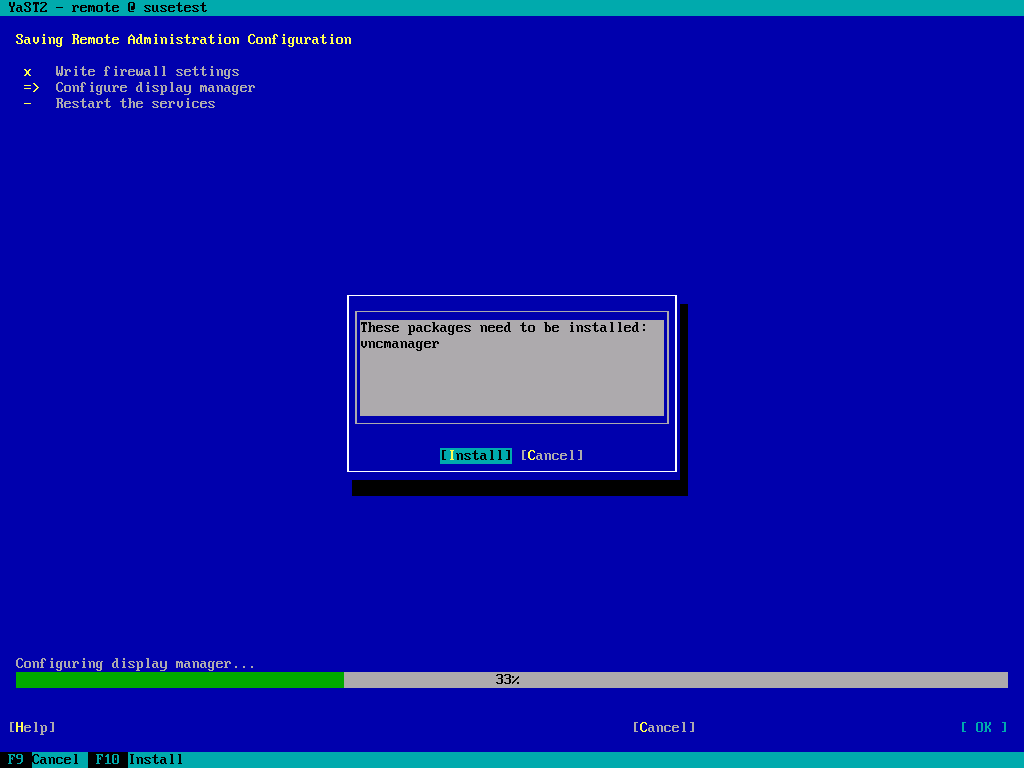 YaST2 - remote @ susetest
Saving Remote Administration Configuration
x Write firewall settings
=> Configure display manager
- Restart the services
These packages need to be installed:
vncmanager
[Install] [Cancel]
Configuring display manager...
33%
[Help] [Cancel] [ OK ]
F9 Cancel F10 Install